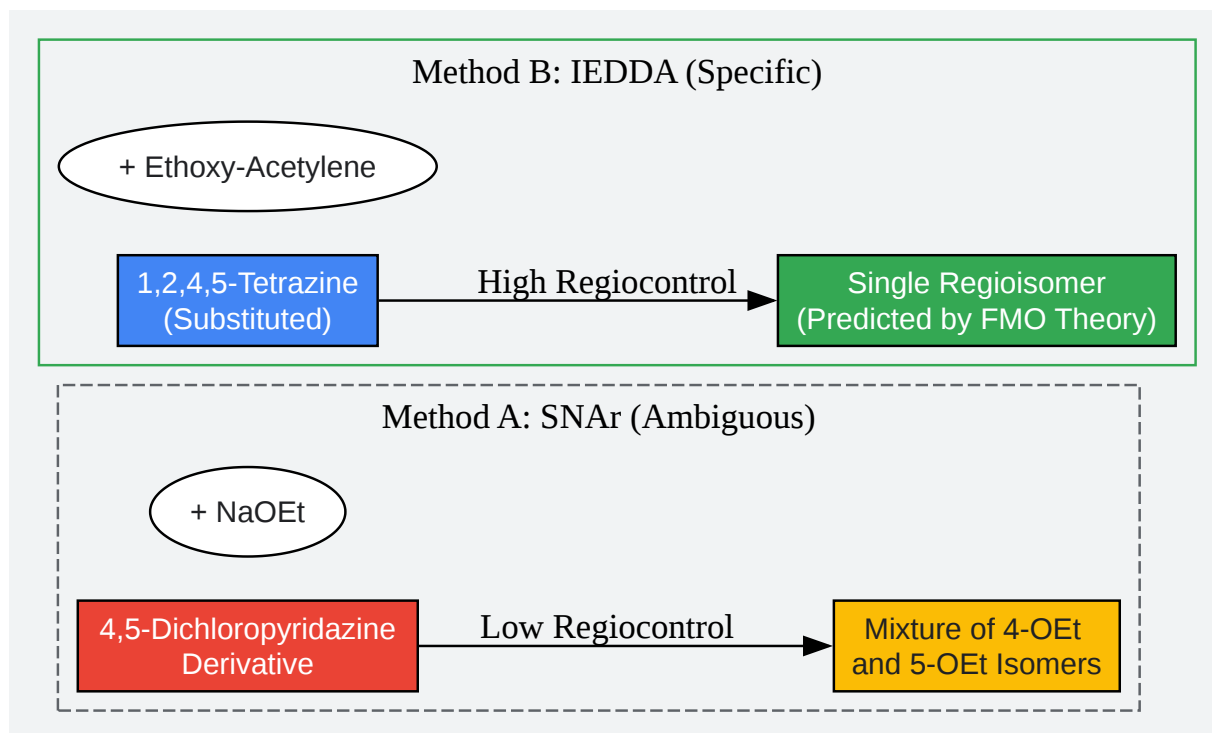 Method B: IEDDA (Specific)
+ Ethoxy-Acetylene
1,2,4,5-Tetrazine
(Substituted)
High Regiocontrol
Single Regioisomer
(Predicted by FMO Theory)
Method A: SNAr (Ambiguous)
+ NaOEt
4,5-Dichloropyridazine
Derivative
Low Regiocontrol
Mixture of 4-OEt
and 5-OEt Isomers